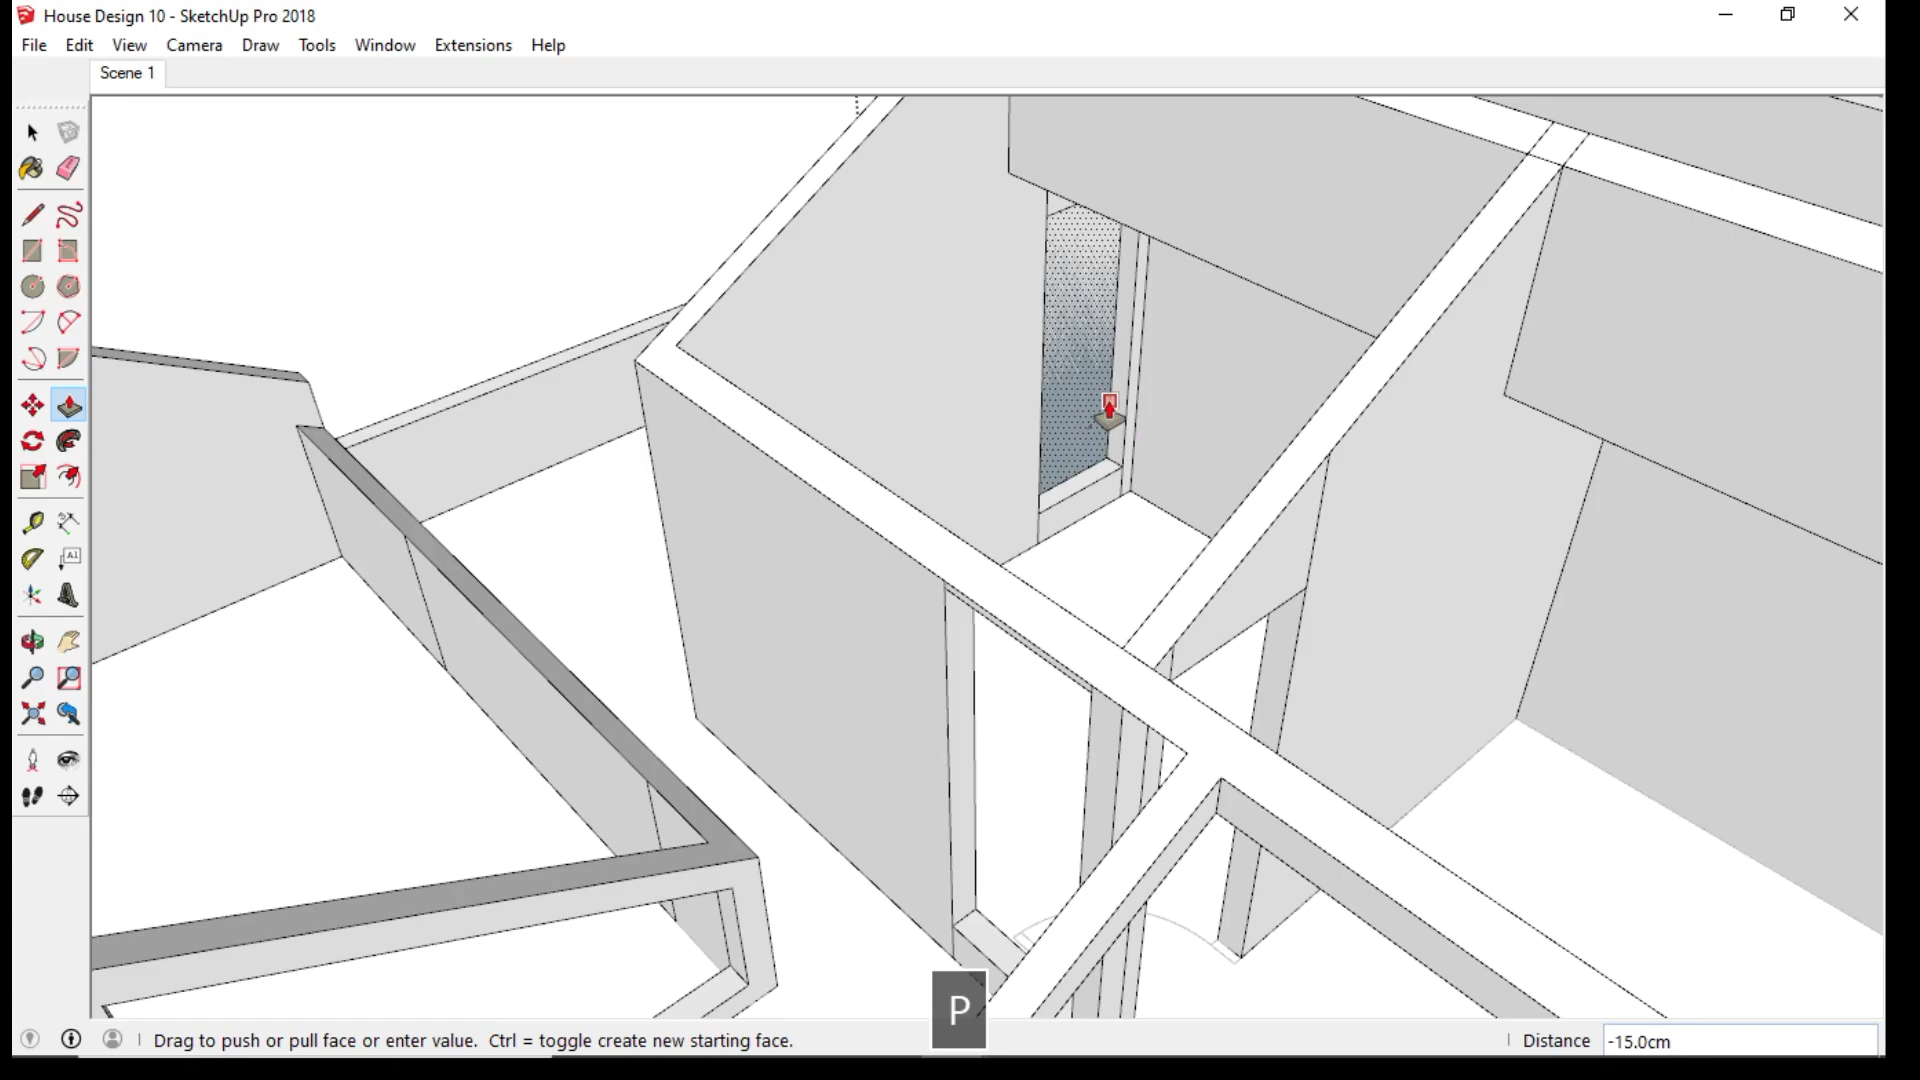 House Design 10 - SketchUp Pro 2018
File Edit View Camera Draw Tools Window Extensions Help
Scene 1
A1
P
Drag to push or pull face or enter value. Ctrl = toggle create new starting face.
Distance -15.0cm